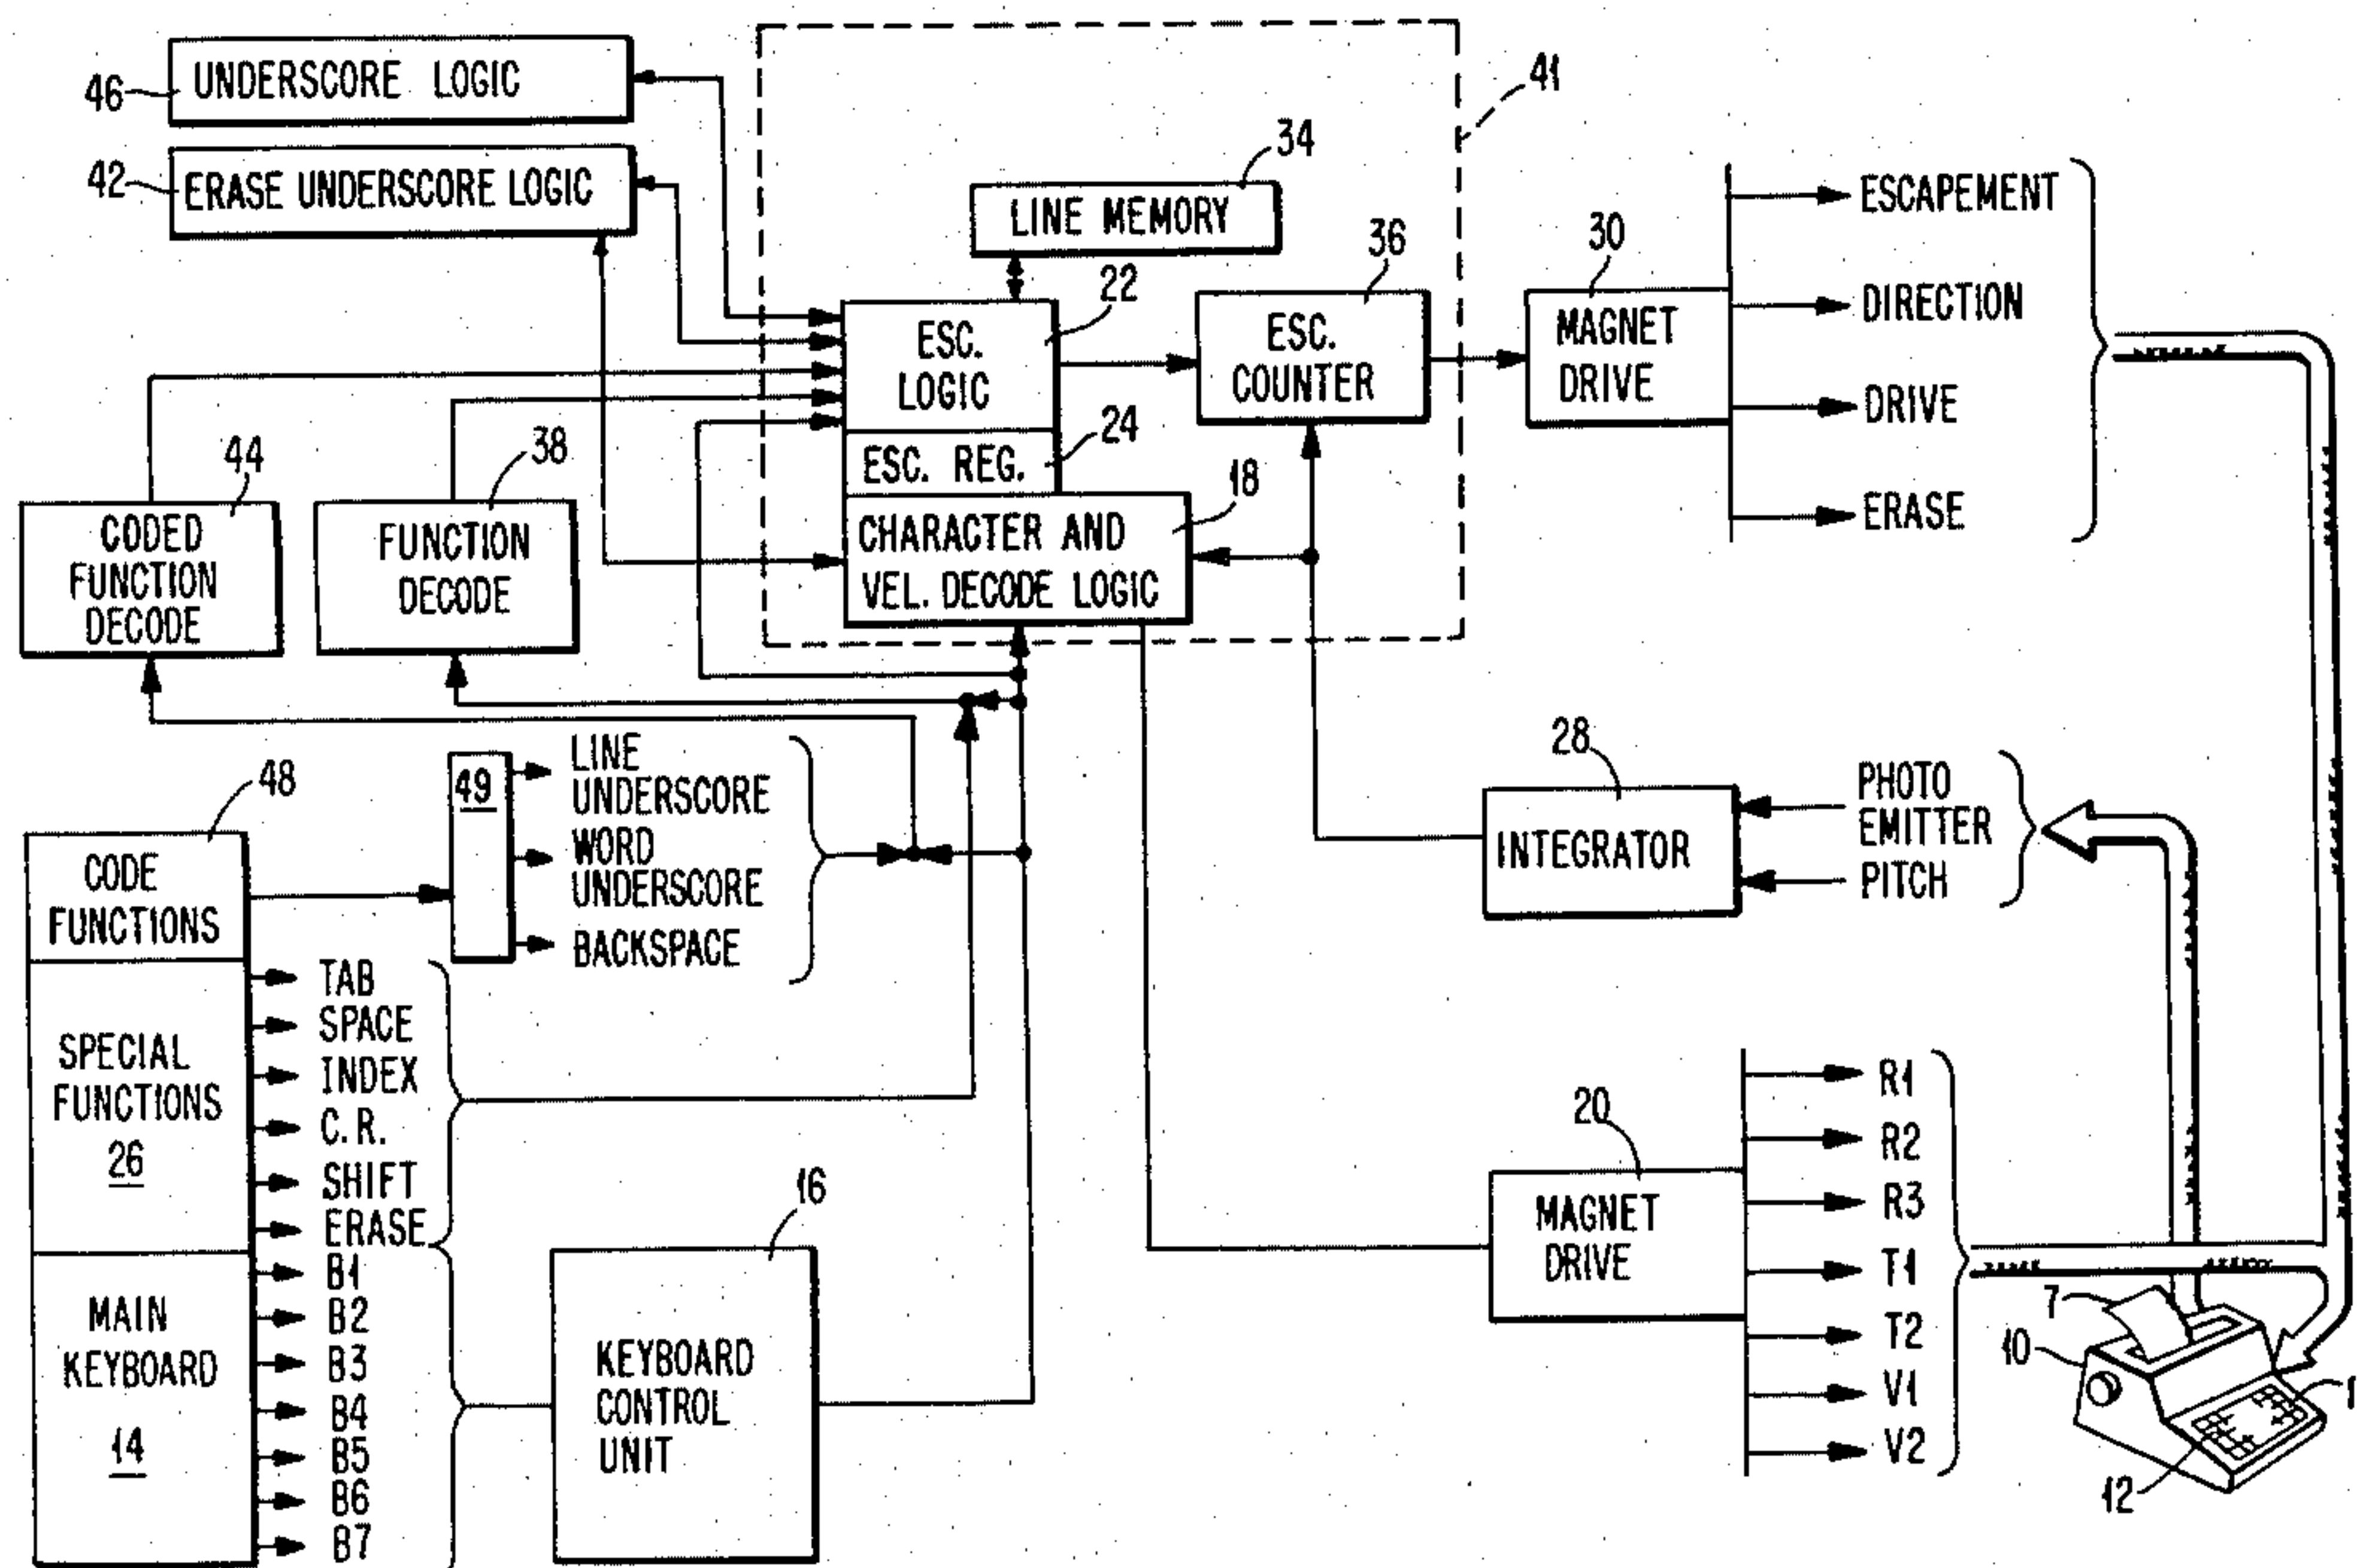 46
UNDERSCORE LOGIC
42
ERASE UNDERSCORE LOGIC
41
34
LINE MEMORY
22
ESC.
LOGIC
24
ESC. REG.
18
CHARACTER AND
VEL. DECODE LOGIC
36
ESC.
COUNTER
30
MAGNET
DRIVE
ESCAPEMENT
DIRECTION
DRIVE
ERASE
44
CODED
FUNCTION
DECODE
38
FUNCTION
DECODE
48
CODE
FUNCTIONS
49
LINE
UNDERSCORE
WORD
UNDERSCORE
BACKSPACE
28
INTEGRATOR
PHOTO
EMITTER
PITCH
SPECIAL
FUNCTIONS
26
TAB
SPACE
INDEX
C.R.
SHIFT
ERASE
MAIN
KEYBOARD
14
B1
B2
B3
B4
B5
B6
B7
16
KEYBOARD
CONTROL
UNIT
20
MAGNET
DRIVE
R1
R2
R3
T1
T2
V1
V2
7
10
1
12